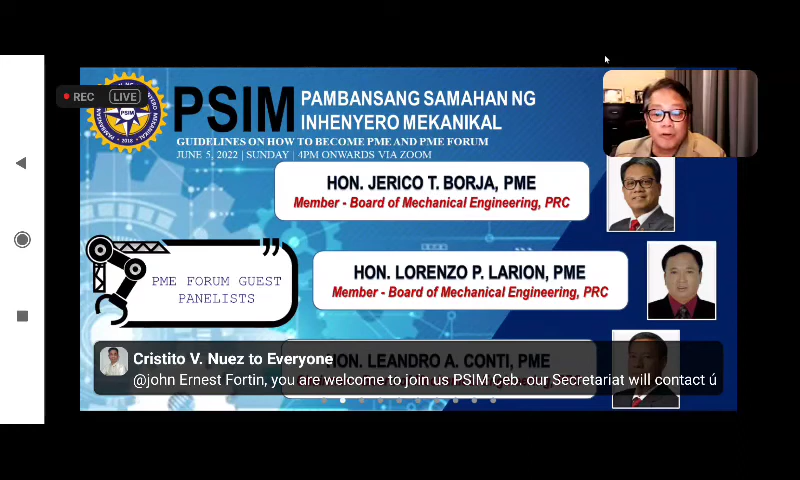 REC LIVE
PSIM
PSIM
PAMBANSANG SAMAHAN NG
INHENYERO MEKANIKAL
GUIDELINES ON HOW TO BECOME PME AND PME FORUM
JUNE 5, 2022 | SUNDAY | 4PM ONWARDS VIA ZOOM
HON. JERICO T. BORJA, PME
Member - Board of Mechanical Engineering, PRC
PME FORUM GUEST
PANELISTS
HON. LORENZO P. LARION, PME
Member - Board of Mechanical Engineering, PRC
HON. LEANDRO A. CONTI, PME
Cristito V. Nuez to Everyone
@john Ernest Fortin, you are welcome to join us PSIM Ceb. our Secretariat will contact ú